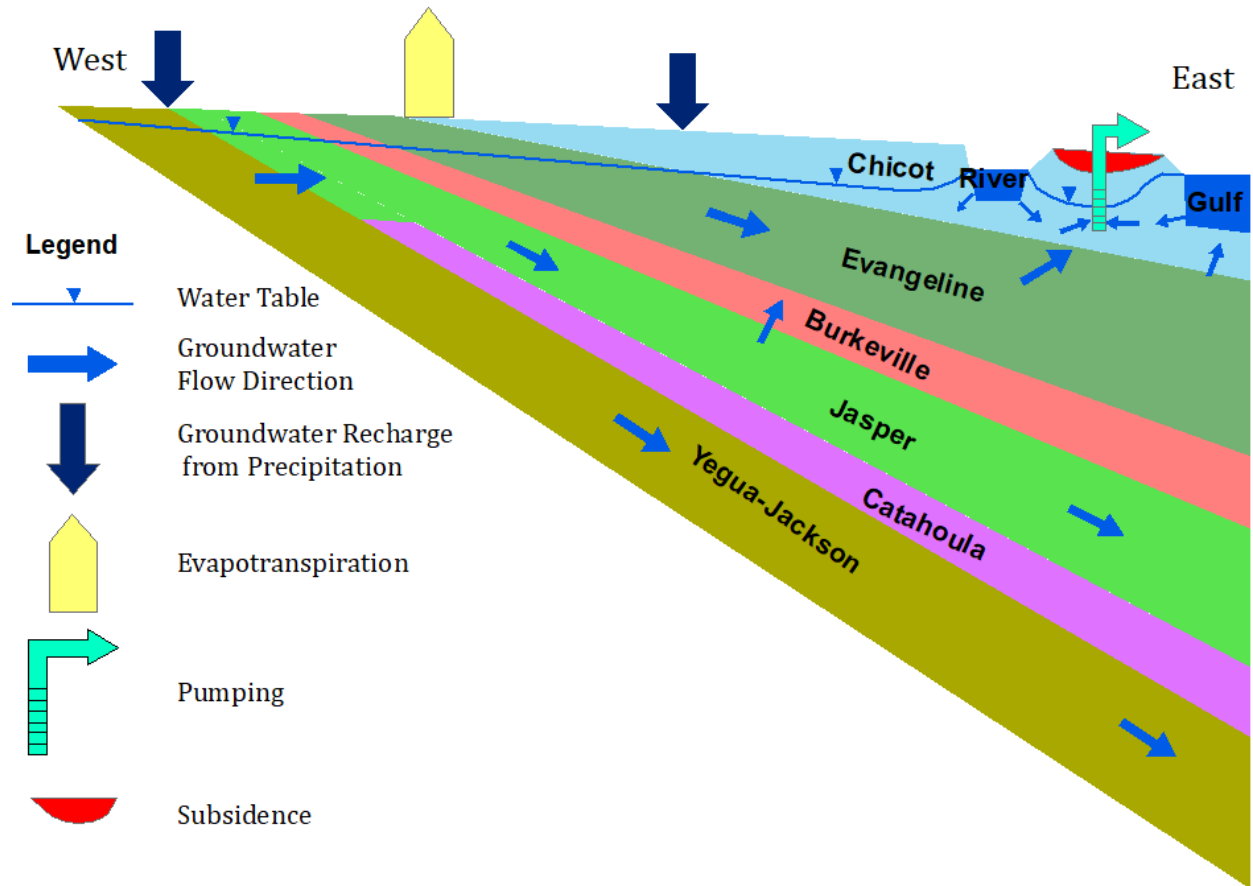 West
East
Chicot
River
Gulf
Evangeline
Burkeville
Jasper
Catahoula
Yegua-Jackson
Legend
Water Table
Groundwater
Flow Direction
Groundwater Recharge
from Precipitation
Evapotranspiration
Pumping
Subsidence